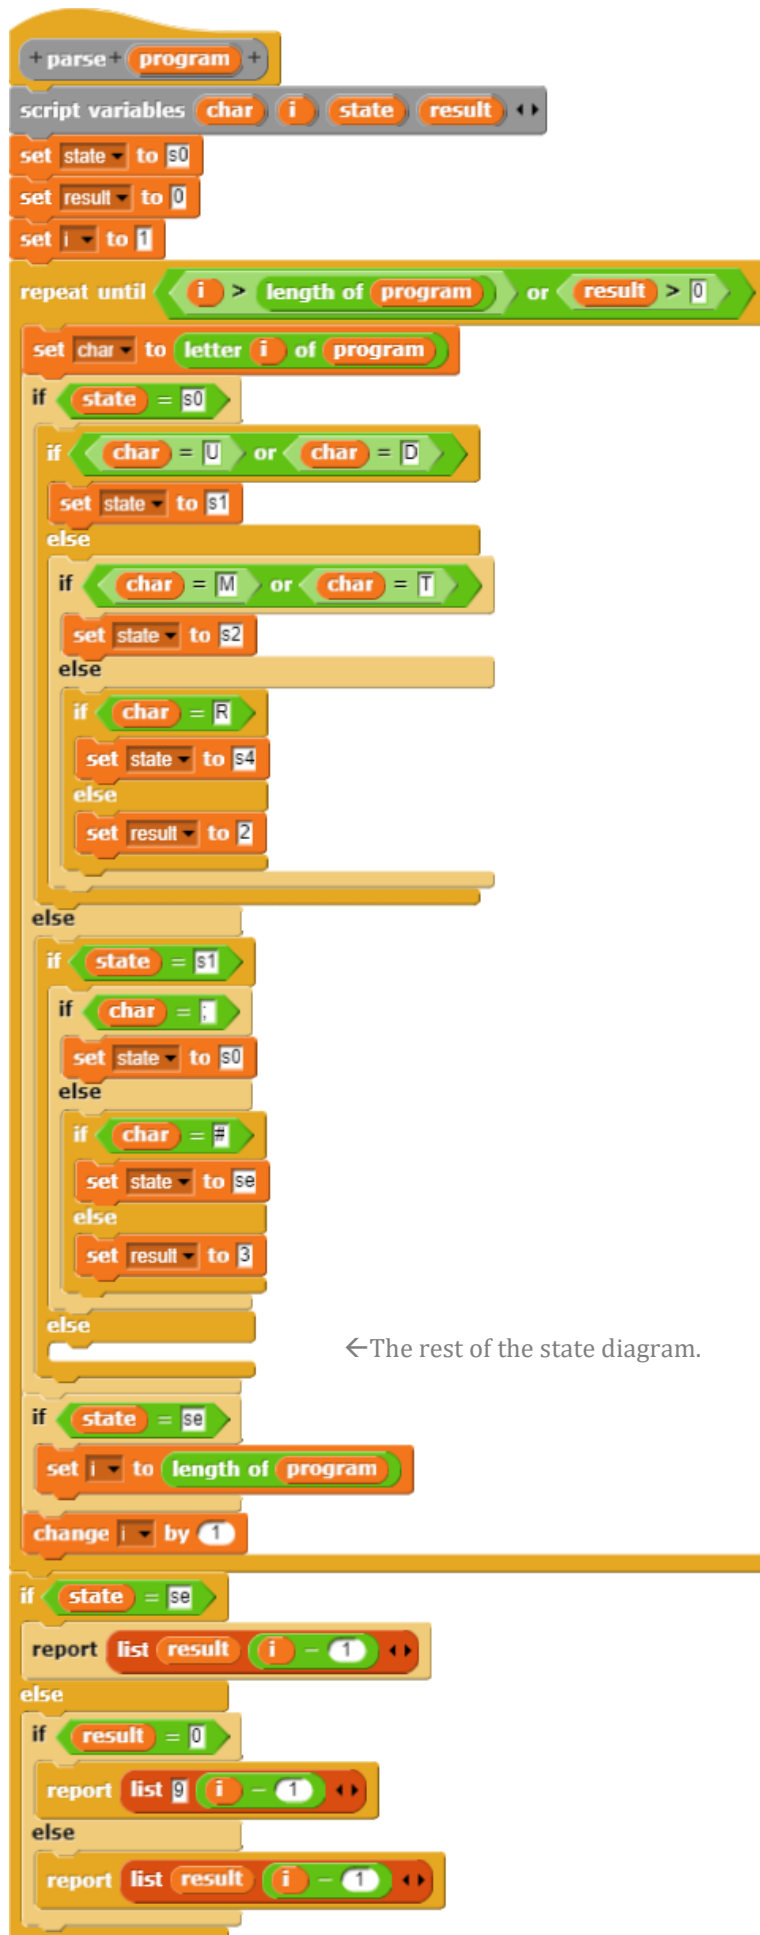 + parse + program +
script variables char i state result
set state to s0
set result to 0
set i to 1
repeat until i > length of program or result > 0
set char to letter i of program
if state = s0
if char = U or char = D
set state to s1
else
if char = M or char = T
set state to s2
else
if char = R
set state to s4
else
set result to 2
else
if state = s1
if char = ;
set state to s0
else
if char = #
set state to se
else
set result to 3
else
←The rest of the state diagram.
if state = se
set i to length of program
change i by 1
if state = se
report list result i - 1
else
if result = 0
report list 9 i - 1
else
report list result i - 1